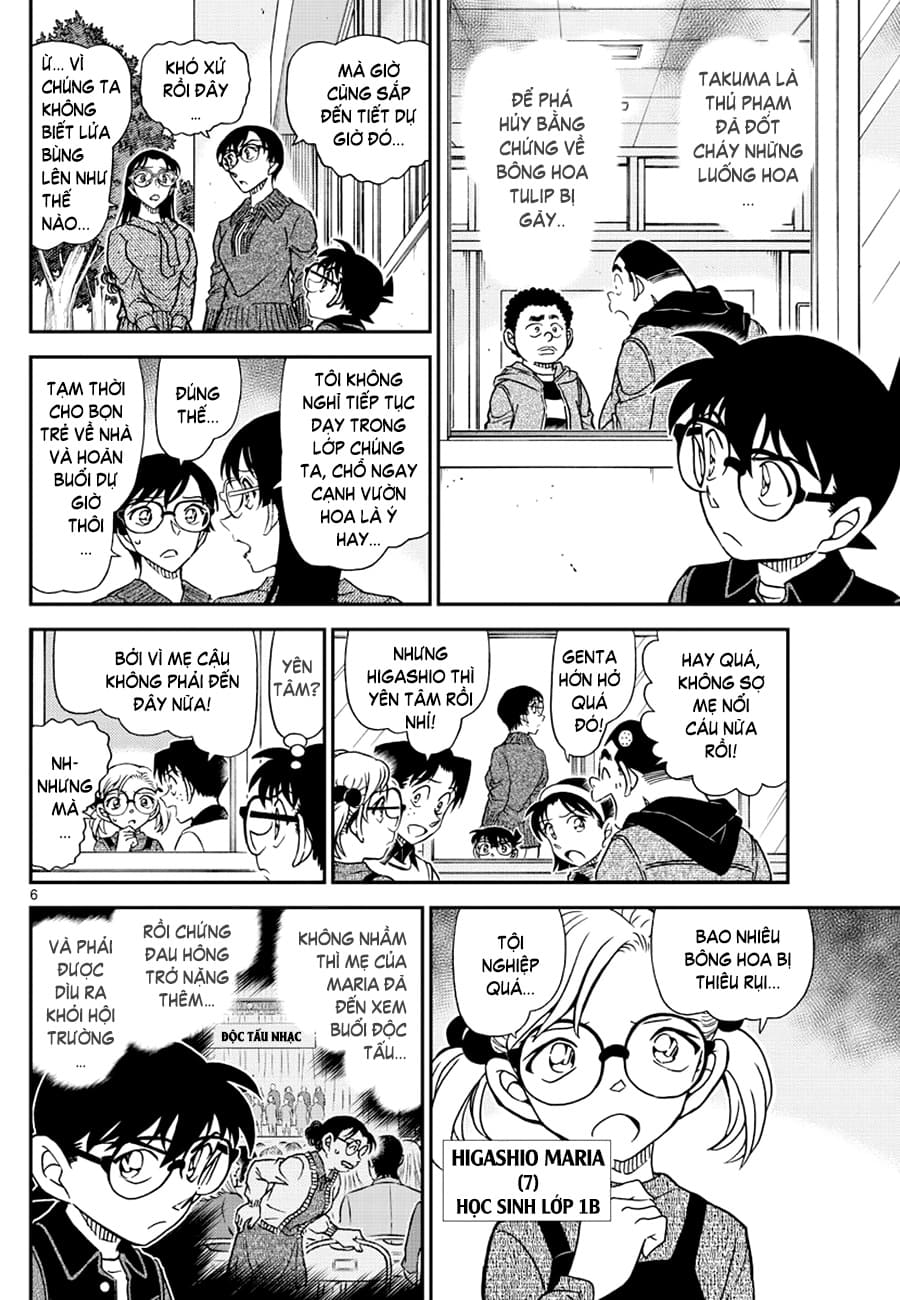 TAKUMA LÀ
THỦ PHẠM
ĐÃ ĐỐT
CHÁY NHỮNG
LUỐNG HOA
...
ĐỂ PHÁ
HỦY BẰNG
CHỨNG VỀ
BÔNG HOA
TULIP BỊ
GẢY...
MÀ GIỜ
CÙNG SẮP
ĐẾN TIẾT DỰ
GIỜ ĐÓ...
KHÓ XỬ
RỒI ĐÂY
...
Ừ... VÌ
CHÚNG TA
KHÔNG
BIẾT LỬA
BÙNG
LÊN NHƯ
THẾ
NÀO...
TÔI KHÔNG
NGHĨ TIẾP TỤC
DẠY TRONG
LỚP CHÚNG
TA, CHỔ NGAY
CẠNH VƯỜN
HOA LÀ Ý
HAY...
ĐÚNG
THẾ...
TẠM THỜI
CHO BỌN
TRẺ VỀ NHÀ
VÀ HOÃN
BUỔI DỰ
GIỜ
THÔI
...
HAY QUÁ,
KHÔNG SỢ
MẸ NỔI
CÁU NỮA
RỒI!
GENTA
HỚN HỞ
QUÁ
ĐÓ!
NHƯNG
HIGASHIO THÌ
YÊN TÂM RỒI
NHỈ!
YÊN
TÂM?
BỞI VÌ MẸ CẬU
KHÔNG PHẢI ĐẾN
ĐÂY NỮA!
NH-
NHƯNG
MÀ
...
6
BAO NHIÊU
BÔNG HOA BỊ
THIÊU RỤI...
TỘI
NGHIỆP
QUÁ...
HIGASHIO MARIA
(7)
HỌC SINH LỚP 1B
KHÔNG NHẦM
THÌ MẸ CỦA
MARIA ĐÃ
ĐẾN XEM
BUỔI ĐỘC
TẤU...
ĐỘC TẤU NHẠC
RỒI CHỨNG
ĐAU HÔNG
TRỞ NẶNG
THÊM...
VÀ PHẢI
ĐƯỢC
DÌU RA
KHỎI HỘI
TRƯỜNG
...